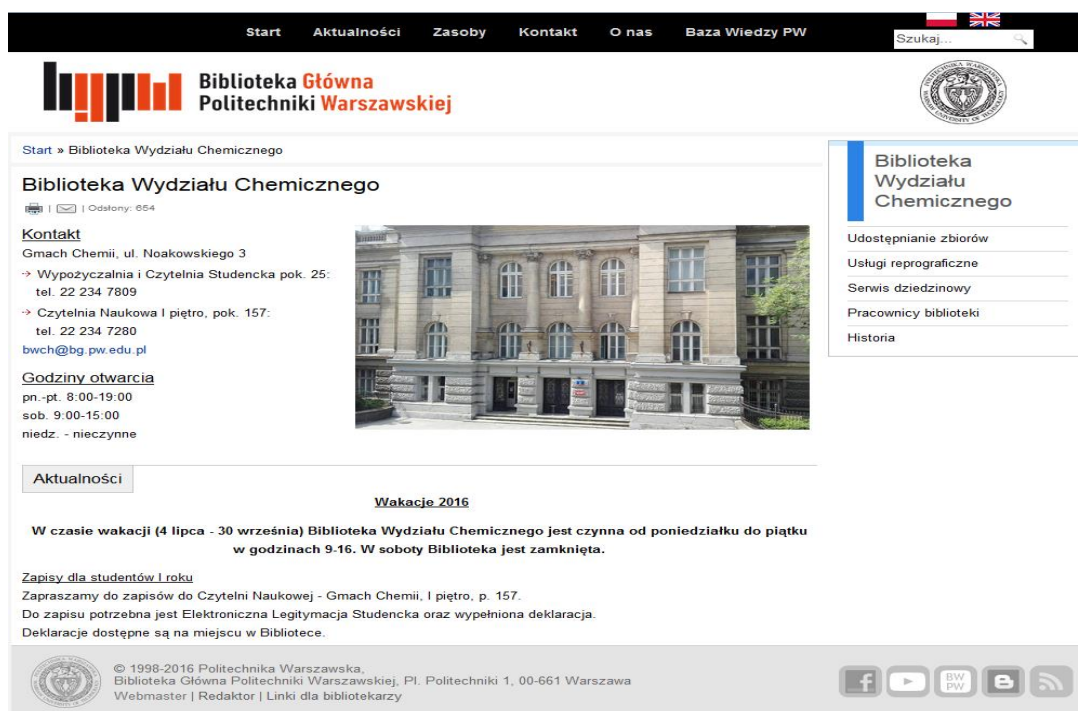 Start Aktualności Zasoby Kontakt O nas Baza Wiedzy PW
Szukaj...
Biblioteka Główna
Politechniki Warszawskiej
Start » Biblioteka Wydziału Chemicznego
Biblioteka Wydziału Chemicznego
| | Odsłony: 654
Kontakt
Gmach Chemii, ul. Noakowskiego 3
Wypożyczalnia i Czytelnia Studencka pok. 25:
tel. 22 234 7809
Czytelnia Naukowa I piętro, pok. 157:
tel. 22 234 7280
bwch@bg.pw.edu.pl
Godziny otwarcia
pn.-pt. 8:00-19:00
sob. 9:00-15:00
niedz. - nieczynne
Biblioteka
Wydziału
Chemicznego
Udostępnianie zbiorów
Usługi reprograficzne
Serwis dziedzinowy
Pracownicy biblioteki
Historia
Aktualności
Wakacje 2016
W czasie wakacji (4 lipca - 30 września) Biblioteka Wydziału Chemicznego jest czynna od poniedziałku do piątku
w godzinach 9-16. W soboty Biblioteka jest zamknięta.
Zapisy dla studentów I roku
Zapraszamy do zapisów do Czytelni Naukowej - Gmach Chemii, I piętro, p. 157.
Do zapisu potrzebna jest Elektroniczna Legitymacja Studencka oraz wypełniona deklaracja.
Deklaracje dostępne są na miejscu w Bibliotece.
© 1998-2016 Politechnika Warszawska,
Biblioteka Główna Politechniki Warszawskiej, Pl. Politechniki 1, 00-661 Warszawa
Webmaster | Redaktor | Linki dla bibliotekarzy
BW
PW